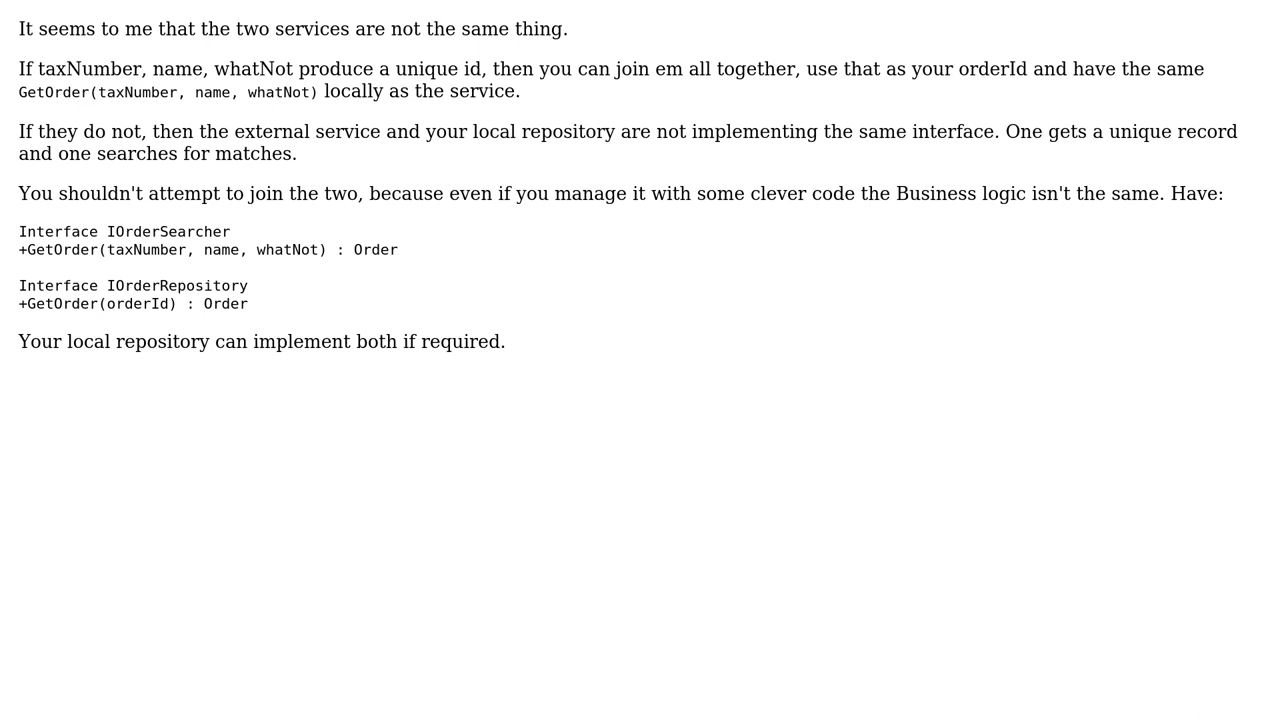 It seems to me that the two services are not the same thing.
If taxNumber, name, whatNot produce a unique id, then you can join em all together, use that as your orderId and have the same
GetOrder(taxNumber, name, whatNot) locally as the service.
If they do not, then the external service and your local repository are not implementing the same interface. One gets a unique record
and one searches for matches.
You shouldn't attempt to join the two, because even if you manage it with some clever code the Business logic isn't the same. Have:
Interface IOrderSearcher
+GetOrder(taxNumber, name, whatNot) : Order
Interface IOrderRepository
+GetOrder(orderId) : Order
Your local repository can implement both if required.